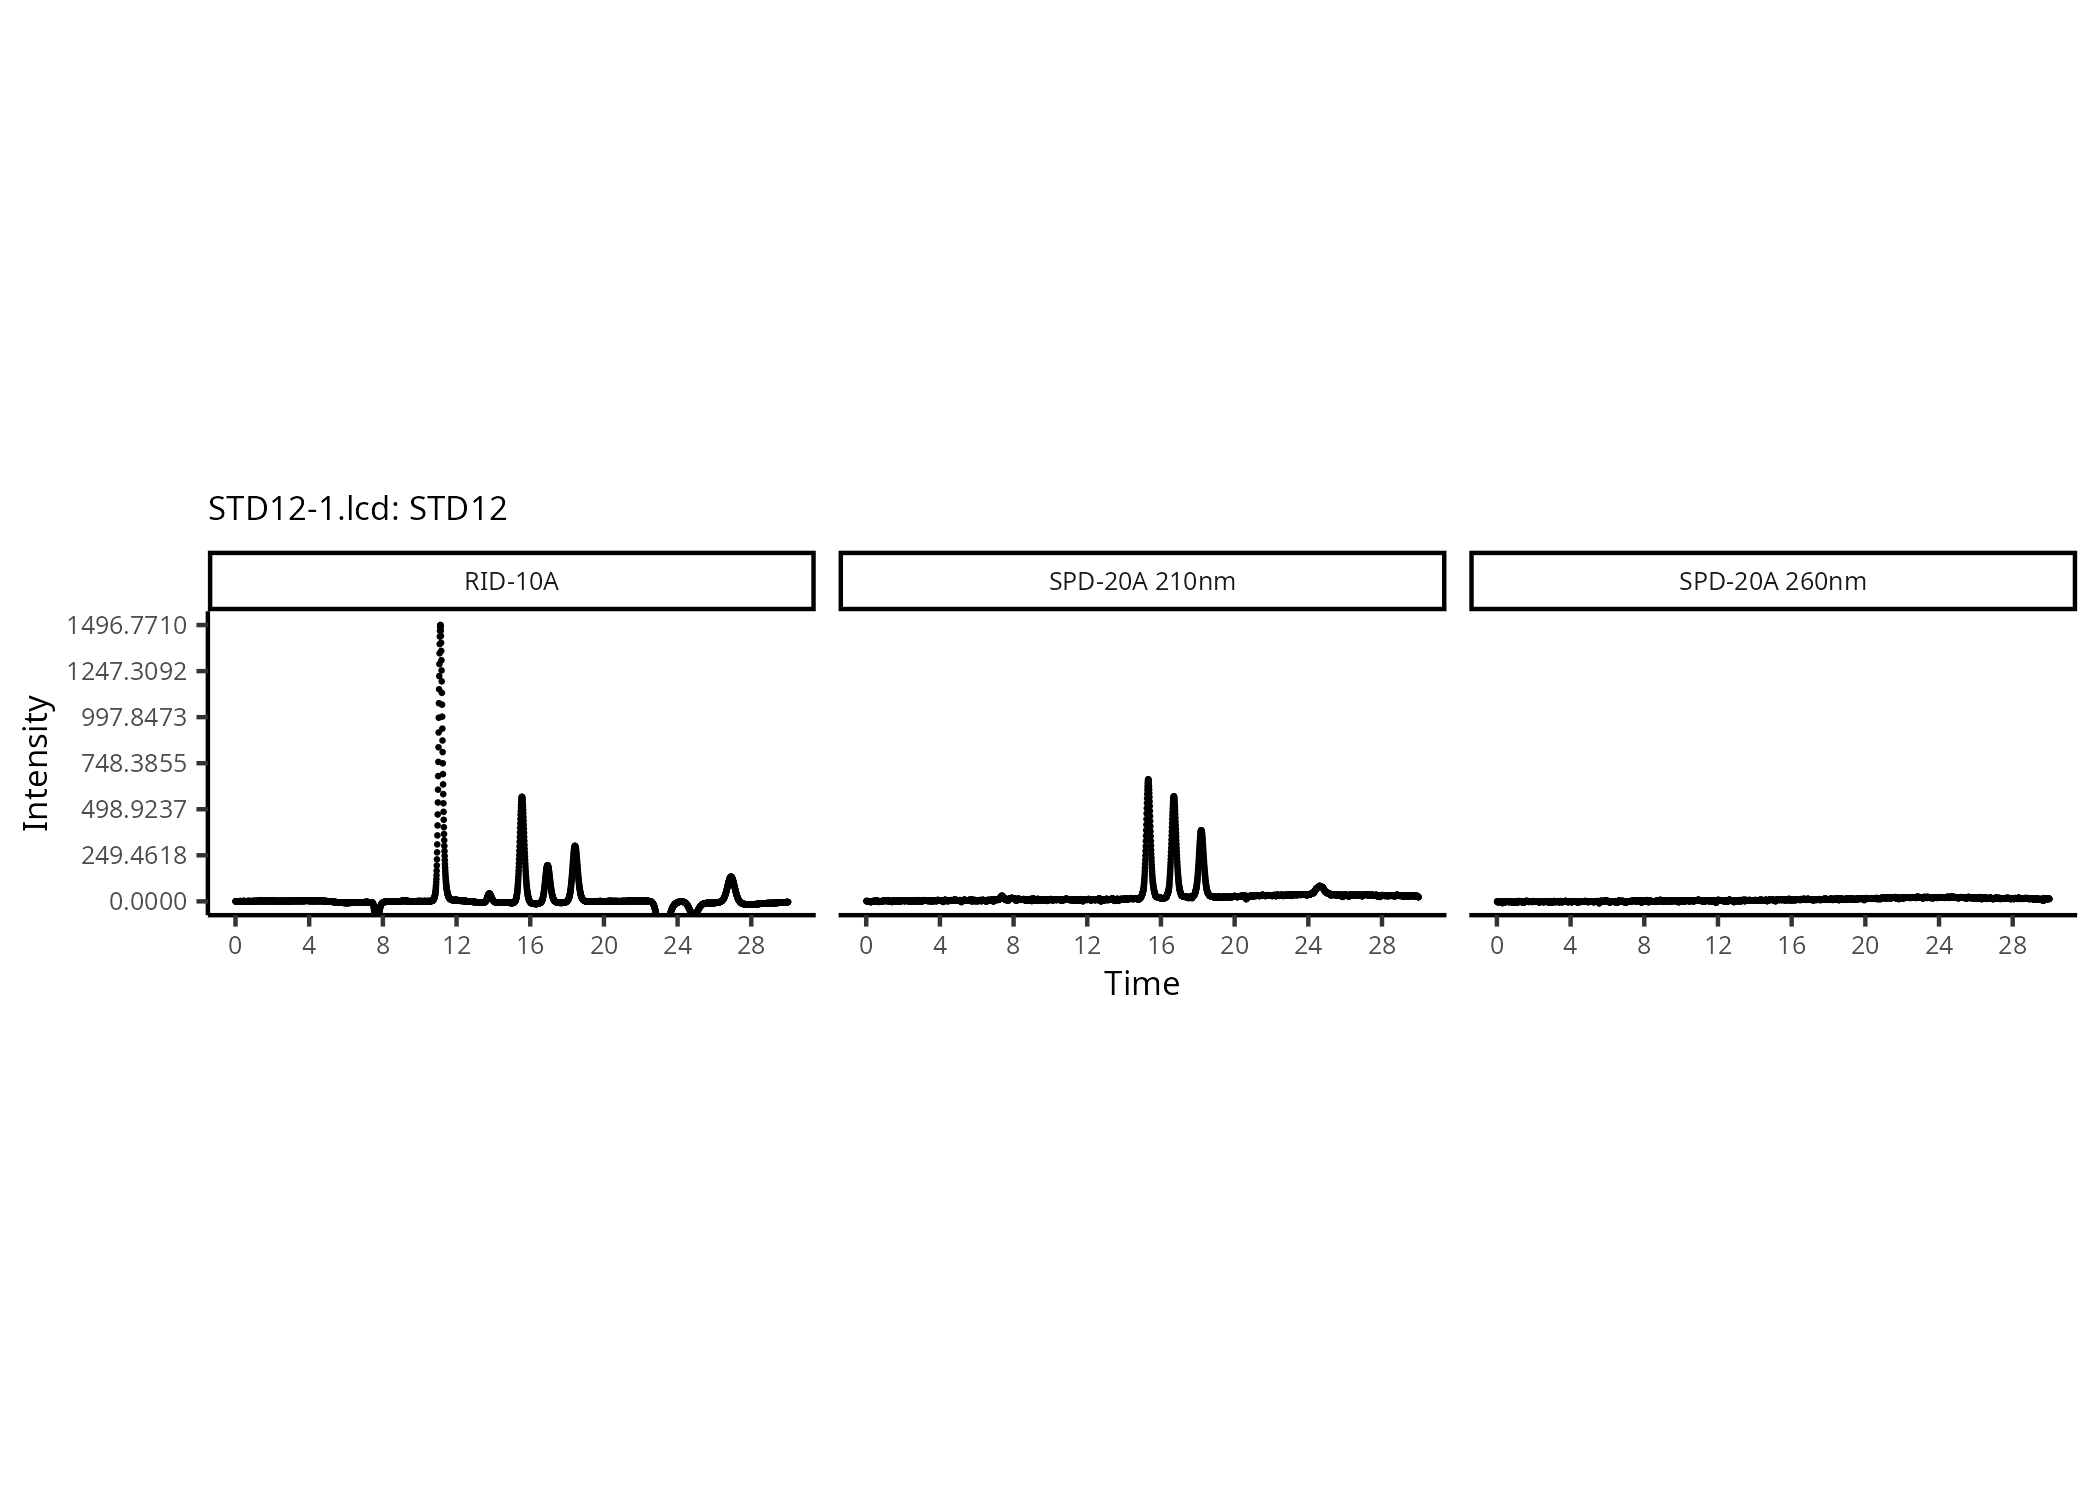 STD12-1.lcd: STD12
RID-10A
SPD-20A 210nm
SPD-20A 260nm
Intensity
1496.7710
1247.3092
997.8473
748.3855
498.9237
249.4618
0.0000
0 4 8 12 16 20 24 28
0 4 8 12 16 20 24 28
0 4 8 12 16 20 24 28
Time